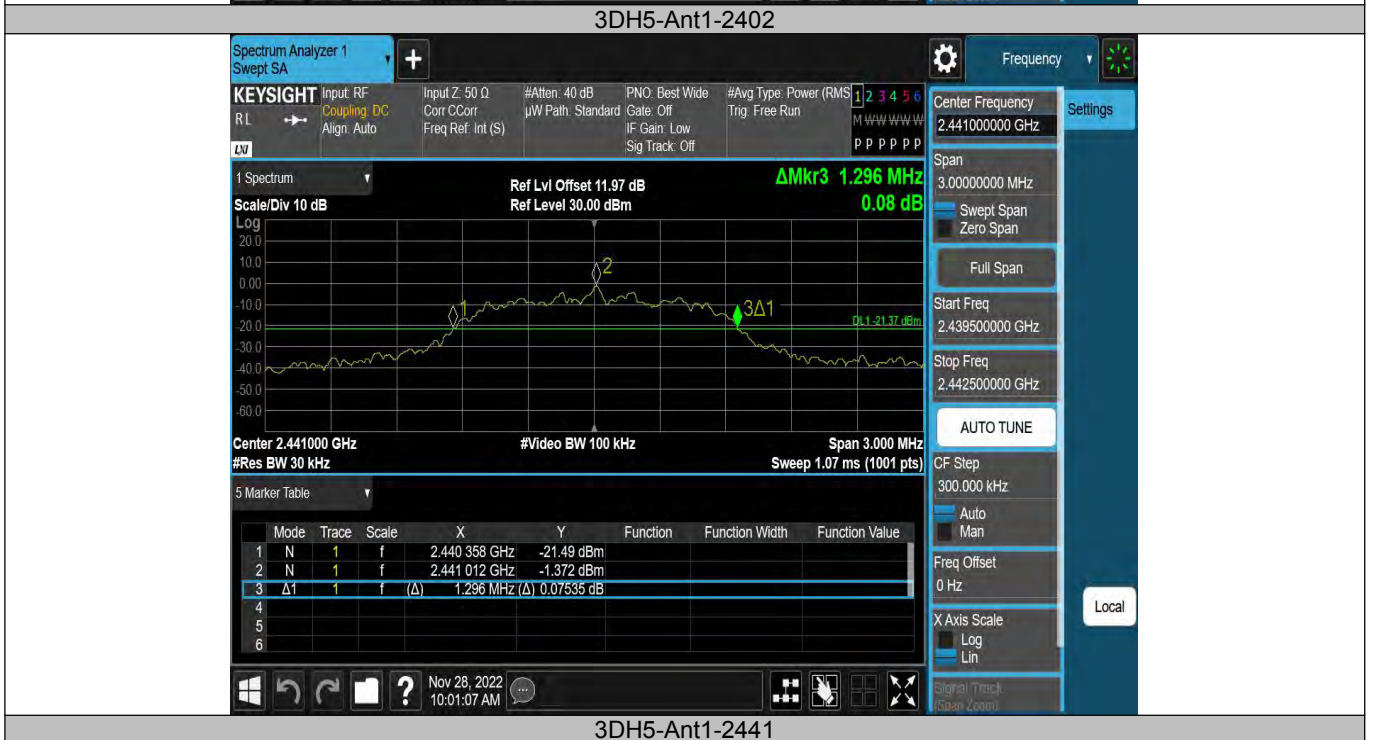 3DH5-Ant1-2402
Spectrum Analyzer 1
Swept SA
+
Frequency
KEYSIGHT
RL
LXI
Input: RF
Coupling: DC
Align: Auto
Input Z: 50 Ω
Corr CCorr
Freq Ref: Int (S)
#Atten: 40 dB
µW Path: Standard
PNO: Best Wide
Gate: Off
IF Gain: Low
Sig Track: Off
#Avg Type: Power (RMS
Trig: Free Run
1 2 3 4 5 6
M W W W W W
P P P P P P
Center Frequency
2.441000000 GHz
Settings
Span
3.00000000 MHz
Swept Span
Zero Span
Full Span
Start Freq
2.439500000 GHz
Stop Freq
2.442500000 GHz
AUTO TUNE
CF Step
300.000 kHz
Auto
Man
Freq Offset
0 Hz
X Axis Scale
Log
Lin
Signal Track
(Span Zoom)
Local
1 Spectrum
Scale/Div 10 dB
Ref Lvl Offset 11.97 dB
Ref Level 30.00 dBm
ΔMkr3 1.296 MHz
0.08 dB
Log
20.0
10.0
0.00
-10.0
-20.0
-30.0
-40.0
-50.0
-60.0
1
2
3Δ1
DL1 -21.37 dBm
Center 2.441000 GHz
#Res BW 30 kHz
#Video BW 100 kHz
Span 3.000 MHz
Sweep 1.07 ms (1001 pts)
5 Marker Table
Mode Trace Scale X Y Function Function Width Function Value
1 N 1 f 2.440 358 GHz -21.49 dBm
2 N 1 f 2.441 012 GHz -1.372 dBm
3 Δ1 1 f (Δ) 1.296 MHz (Δ) 0.07535 dB
4
5
6
?
Nov 28, 2022
10:01:07 AM
3DH5-Ant1-2441